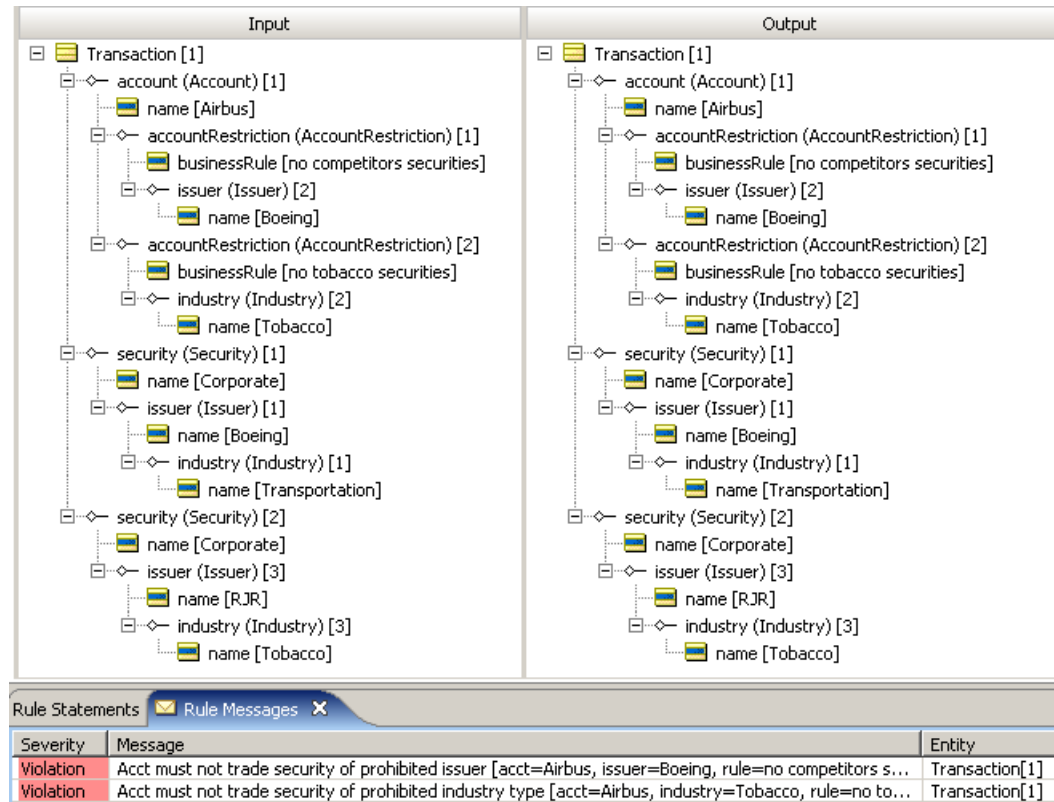 Input
Transaction [1]
account (Account) [1]
name [Airbus]
accountRestriction (AccountRestriction) [1]
businessRule [no competitors securities]
issuer (Issuer) [2]
name [Boeing]
accountRestriction (AccountRestriction) [2]
businessRule [no tobacco securities]
industry (Industry) [2]
name [Tobacco]
security (Security) [1]
name [Corporate]
issuer (Issuer) [1]
name [Boeing]
industry (Industry) [1]
name [Transportation]
security (Security) [2]
name [Corporate]
issuer (Issuer) [3]
name [RJR]
industry (Industry) [3]
name [Tobacco]
Output
Transaction [1]
account (Account) [1]
name [Airbus]
accountRestriction (AccountRestriction) [1]
businessRule [no competitors securities]
issuer (Issuer) [2]
name [Boeing]
accountRestriction (AccountRestriction) [2]
businessRule [no tobacco securities]
industry (Industry) [2]
name [Tobacco]
security (Security) [1]
name [Corporate]
issuer (Issuer) [1]
name [Boeing]
industry (Industry) [1]
name [Transportation]
security (Security) [2]
name [Corporate]
issuer (Issuer) [3]
name [RJR]
industry (Industry) [3]
name [Tobacco]
Rule Statements Rule Messages
Severity Message Entity
Violation Acct must not trade security of prohibited issuer [acct=Airbus, issuer=Boeing, rule=no competitors s... Transaction[1]
Violation Acct must not trade security of prohibited industry type [acct=Airbus, industry=Tobacco, rule=no to... Transaction[1]